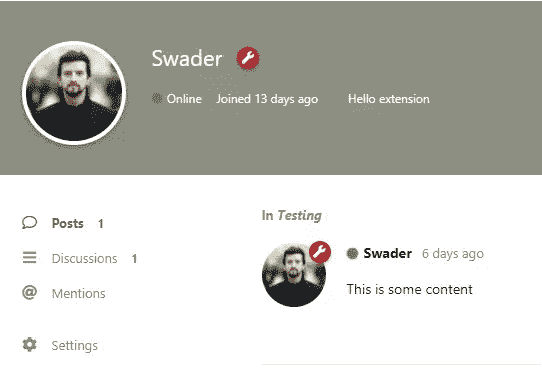 Swader
Online Joined 13 days ago Hello extension
Posts 1
Discussions 1
@ Mentions
Settings
In Testing
Swader 6 days ago
This is some content